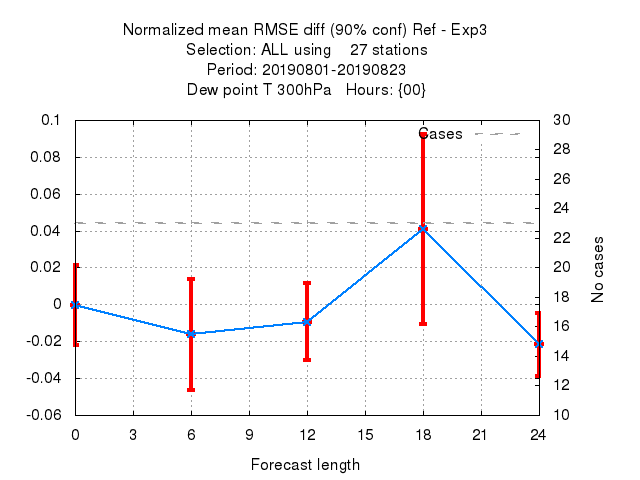 Normalized mean RMSE diff (90% conf) Ref - Exp3
Selection: ALL using    27 stations
Period: 20190801-20190823
Dew point T 300hPa   Hours: {00}
Cases
0.1
0.08
0.06
0.04
0.02
0
-0.02
-0.04
-0.06
30
28
26
24
22
20
18
16
14
12
10
No cases
0 3 6 9 12 15 18 21 24
Forecast length